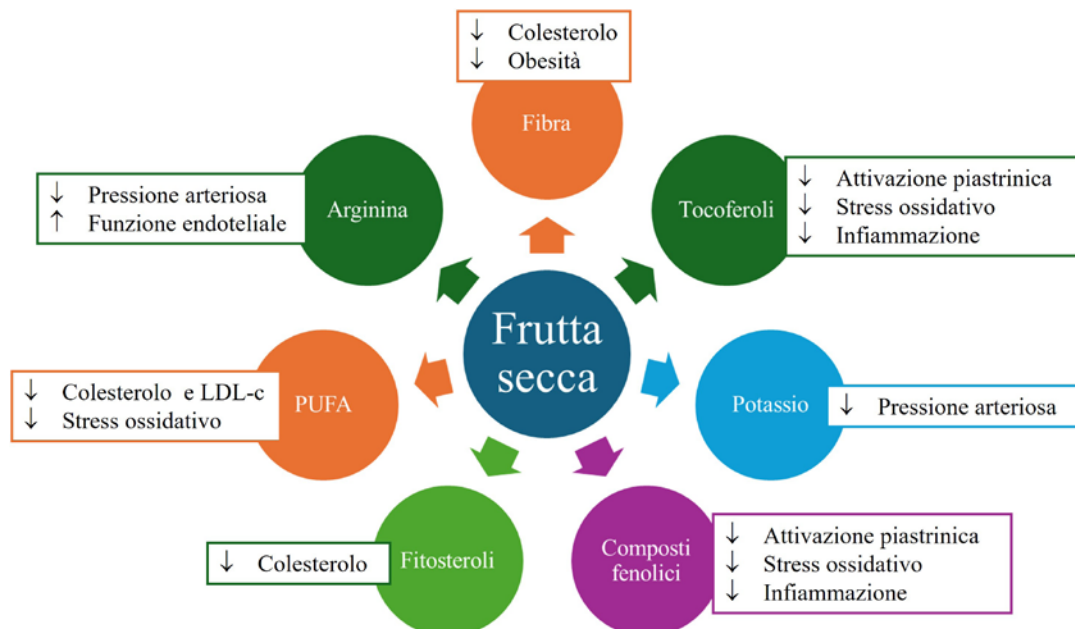 ↓ Colesterolo
↓ Obesità
Fibra
↓ Pressione arteriosa
↑ Funzione endoteliale
Arginina
Tocoferoli
↓ Attivazione piastrinica
↓ Stress ossidativo
↓ Infiammazione
Frutta
secca
↓ Colesterolo e LDL-c
↓ Stress ossidativo
PUFA
Potassio
↓ Pressione arteriosa
↓ Colesterolo
Fitosteroli
Composti
fenolici
↓ Attivazione piastrinica
↓ Stress ossidativo
↓ Infiammazione